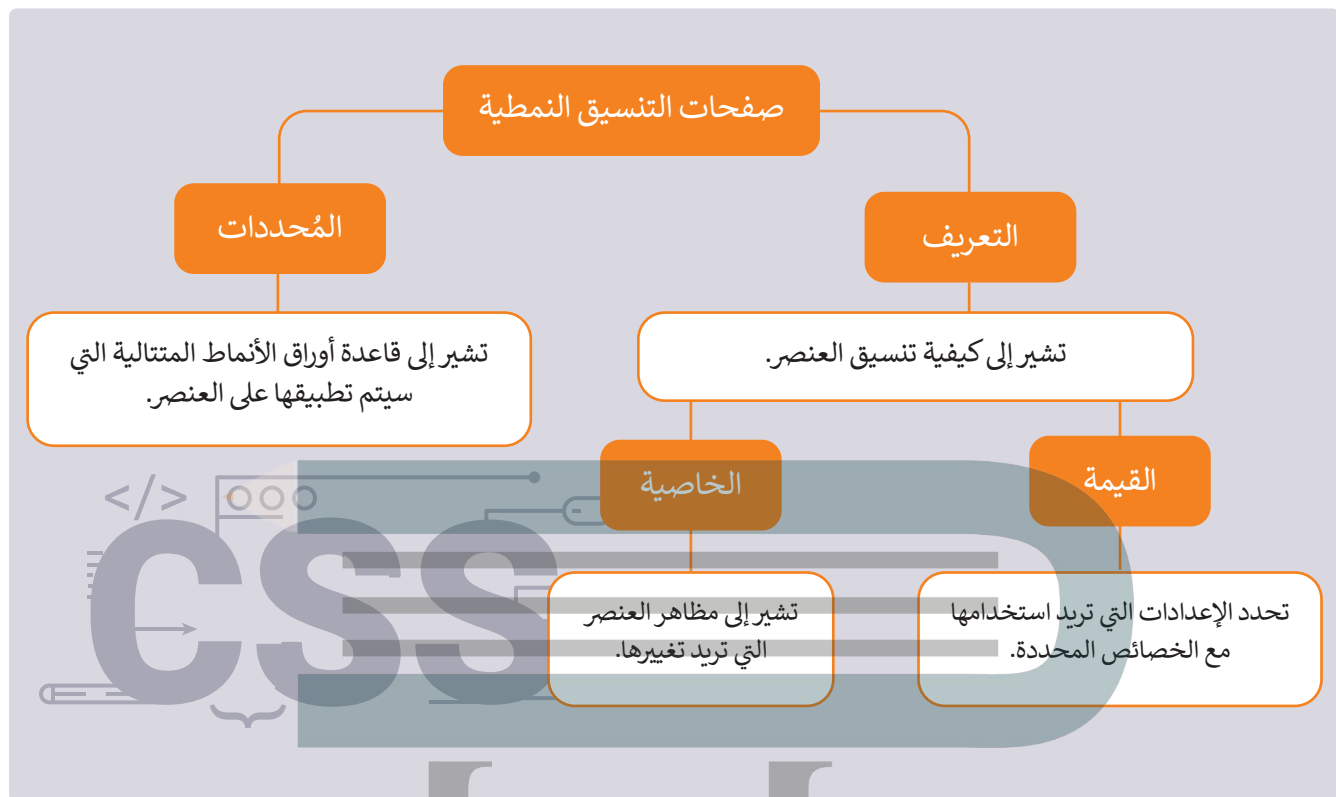 صفحات التنسيق النمطية
التعريف
المُحددات
تشير إلى كيفية تنسيق العنصر.
تشير إلى قاعدة أوراق الأنماط المتتالية التي
سيتم تطبيقها على العنصر.
القيمة
الخاصية
تحدد الإعدادات التي تريد استخدامها
مع الخصائص المحددة.
تشير إلى مظاهر العنصر
التي تريد تغييرها.
</>
css